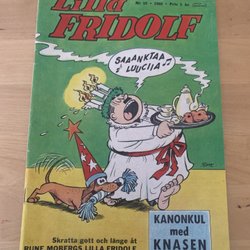 Lilla
FRIDOLF
SAAANKTAA
LUUCIIA
KANONKUL
med
KNASEN
Skratta gott och länge åt
RUNE MOBERGS LILLA FRIDOLF